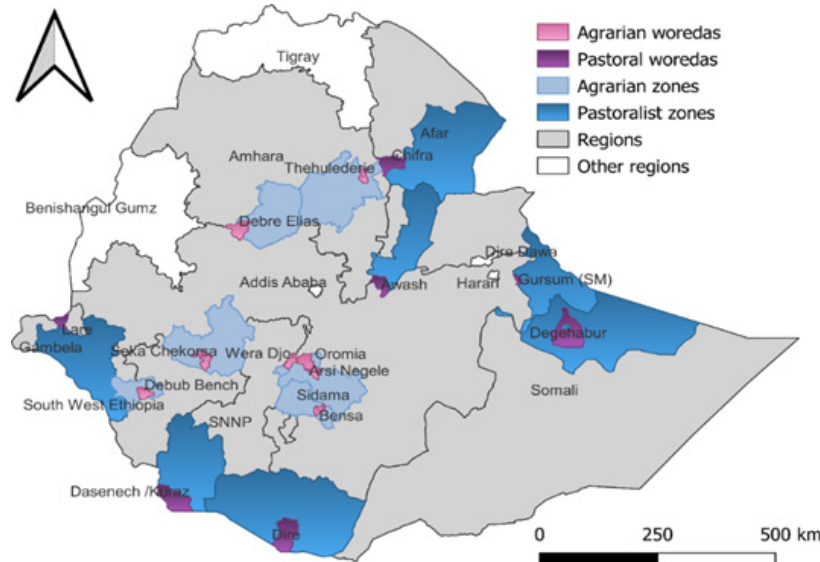 Agrarian woredas
Pastoral woredas
Agrarian zones
Pastoralist zones
Regions
Other regions
Tigray
Afar
Chifra
Amhara
Thehulederie
Benishangul Gumz
Debre Elias
Dire Dawa
Addis Ababa
Awash
Harari
Gursum (SM)
Lare
Gambela
Degehabur
Seka Chekorsa
Wera Djo
Oromia
Arsi Negele
Debub Bench
Somali
South West Ethiopia
Sidama
Bensa
SNNP
Dasenech /Kuraz
Dire
0 250 500 km